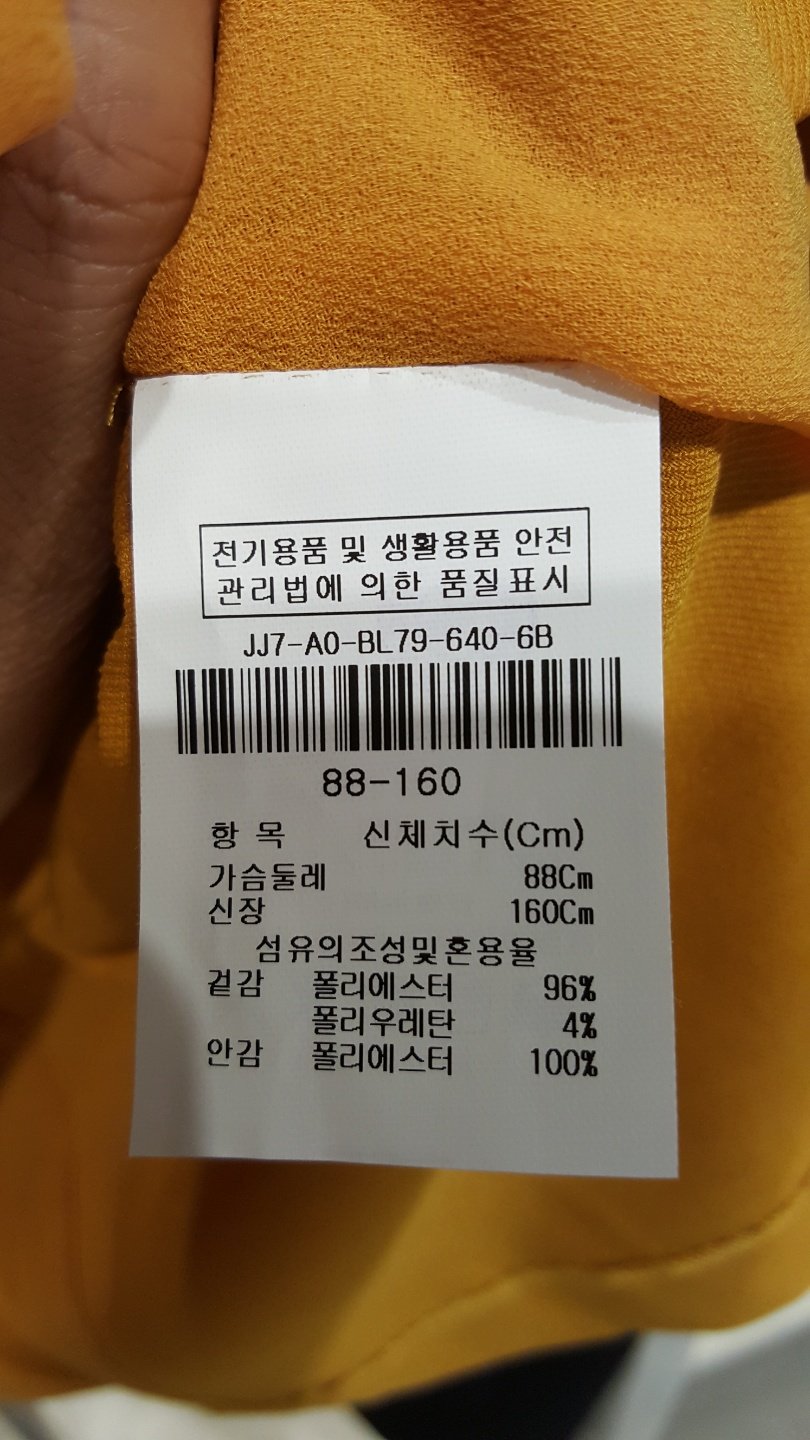 전기용품 및 생활용품 안전
관리법에 의한 품질표시
JJ7-A0-BL79-640-6B
88-160
항 목 신체치수(Cm)
가슴둘레 88Cm
신장 160Cm
섬유의조성및혼용율
겉감 폴리에스터 96%
폴리우레탄 4%
안감 폴리에스터 100%